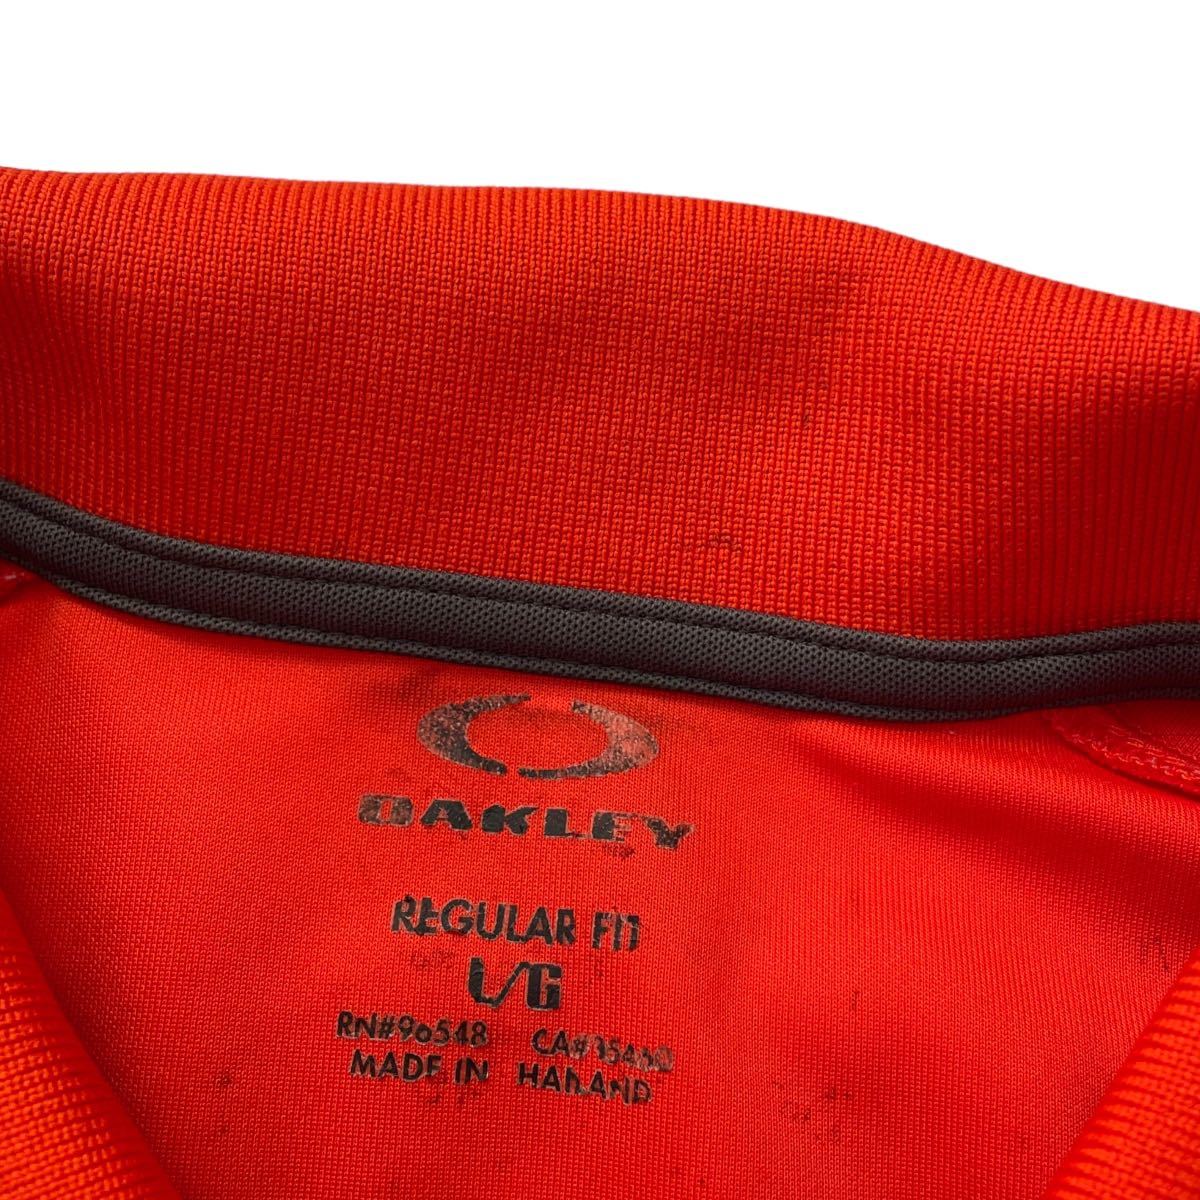 OAKLEY
REGULAR FIT
L/G
RN#96548
MADE IN